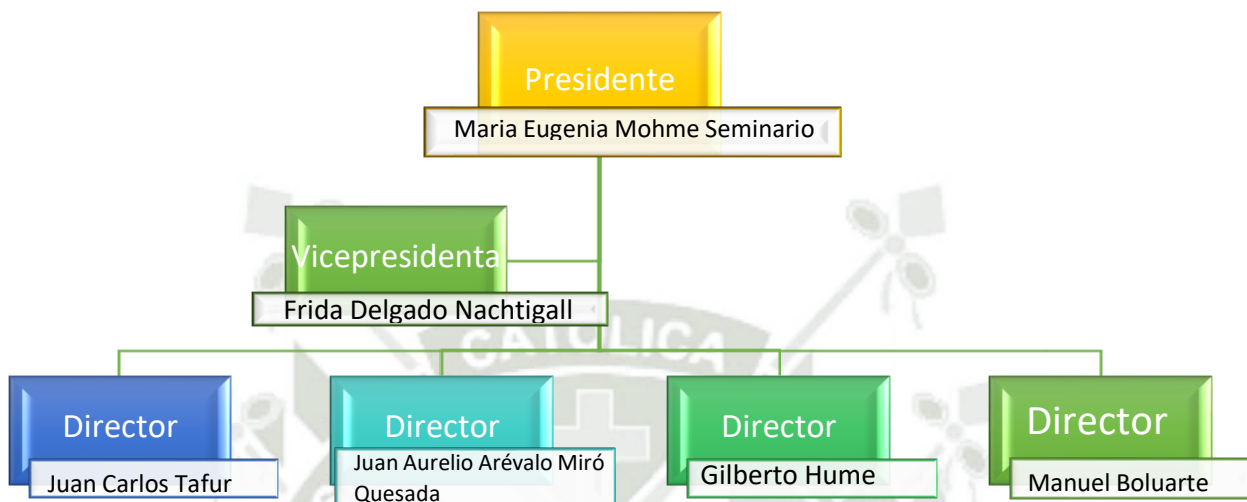 Presidente
Maria Eugenia Mohme Seminario
Vicepresidenta
Frida Delgado Nachtigall
CATOLICA
Director
Juan Carlos Tafur
Director
Juan Aurelio Arévalo Miró
Quesada
Director
Gilberto Hume
Director
Manuel Boluarte